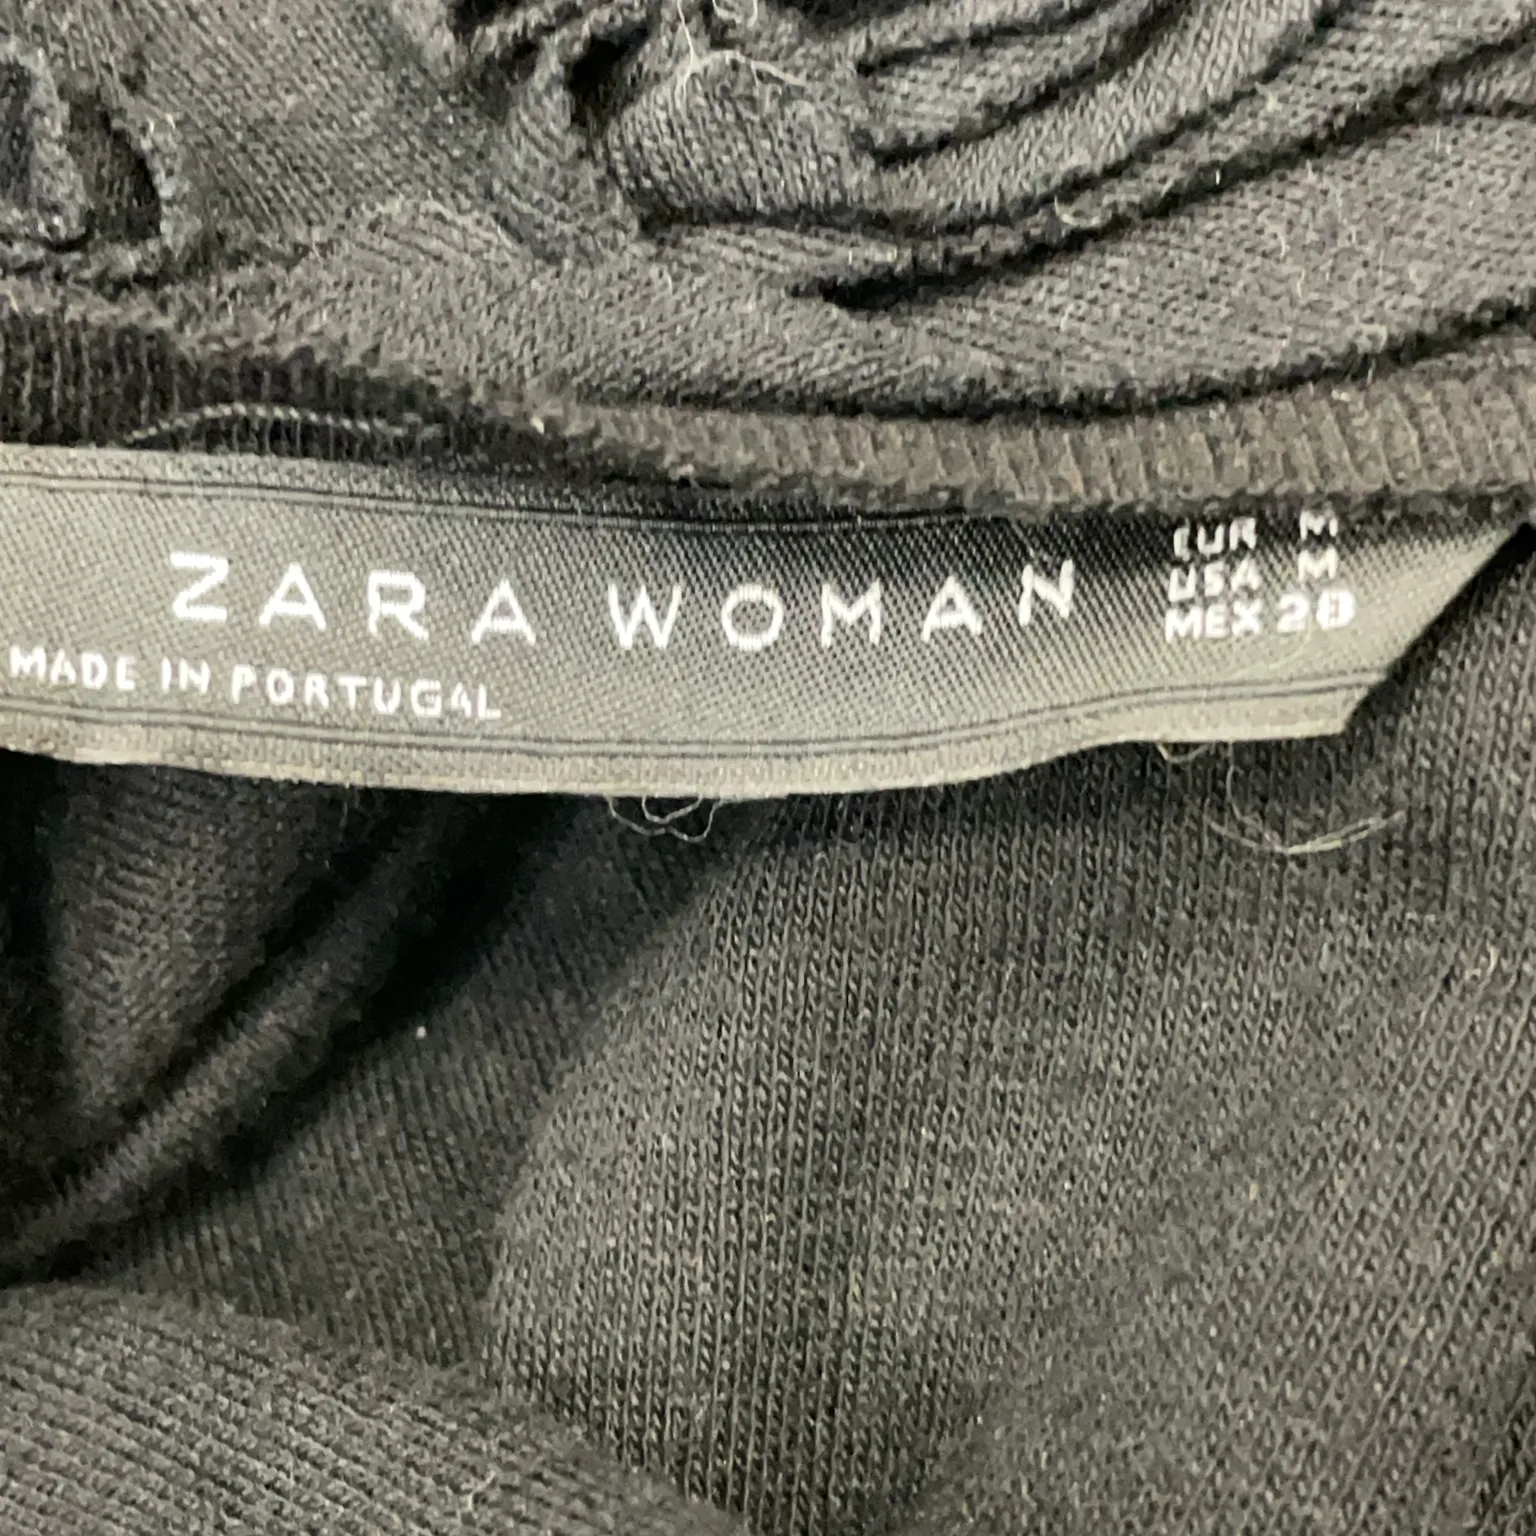 ZARA WOMAN
MADE IN PORTUGAL
EUR M
USA M
MEX 28